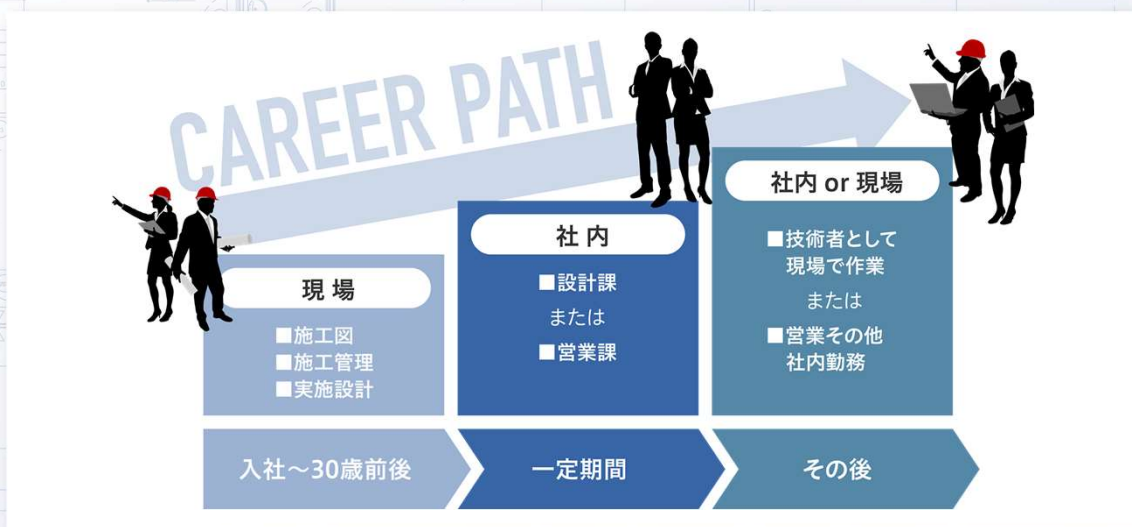 CAREER PATH
現場
■施工図
■施工管理
■実施設計
入社～30歳前後
社内
■設計課
または
■営業課
一定期間
社内 or 現場
■技術者として
現場で作業
または
■営業その他
社内勤務
その後